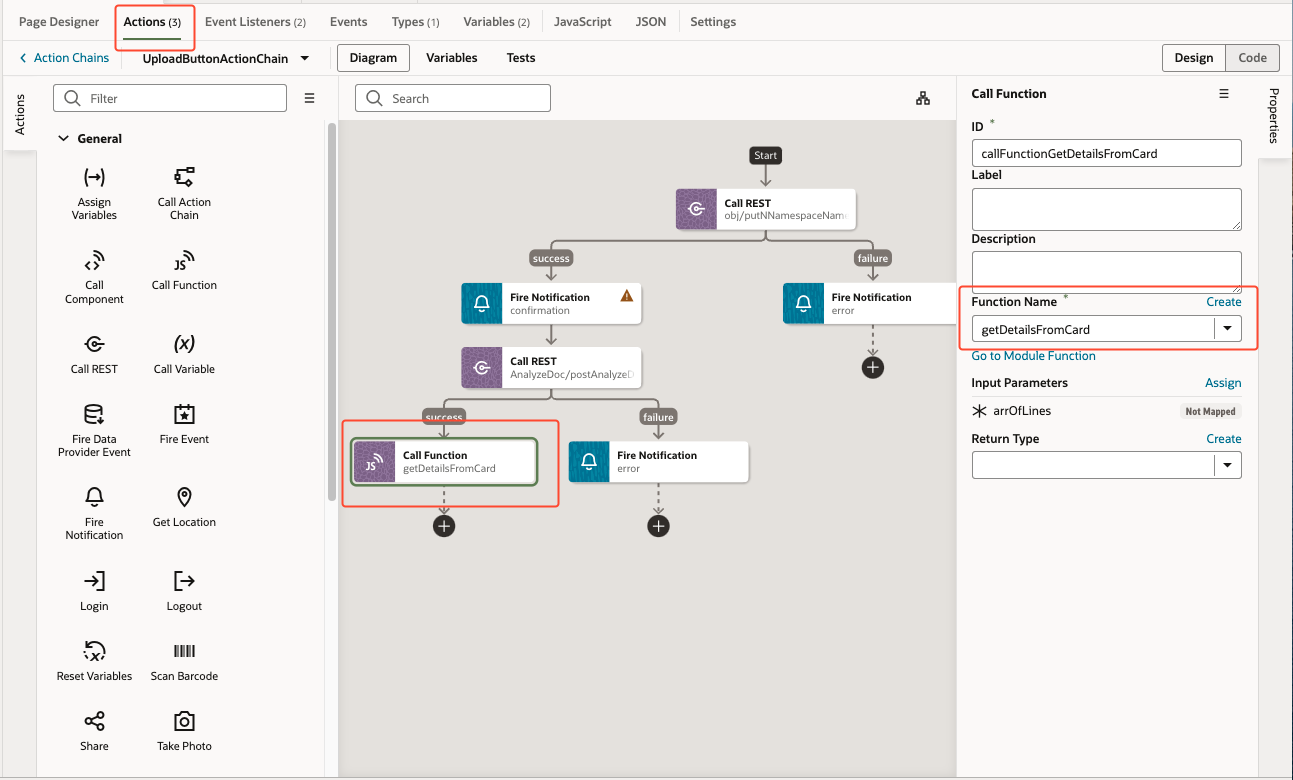 Page Designer
Actions (3)
Event Listeners (2)
Events
Types (1)
Variables (2)
JavaScript
JSON
Settings
Action Chains
UploadButtonActionChain
Diagram
Variables
Tests
Design
Code
Actions
Filter
General
Assign
Variables
Call Action
Chain
Call
Component
Call Function
Call REST
Call Variable
Fire Data
Provider Event
Fire Event
Fire
Notification
Get Location
Login
Logout
Reset Variables
Scan Barcode
Share
Take Photo
Search
Start
Call REST
obj/putNNamespaceNam
success
failure
Fire Notification
confirmation
Fire Notification
error
Call REST
AnalyzeDoc/postAnalyzeD
success
failure
JS
Call Function
getDetailsFromCard
Fire Notification
error
Call Function
ID *
callFunctionGetDetailsFromCard
Label
Description
Function Name *
Create
getDetailsFromCard
Go to Module Function
Input Parameters
Assign
arrOfLines
Not Mapped
Return Type
Create
Properties